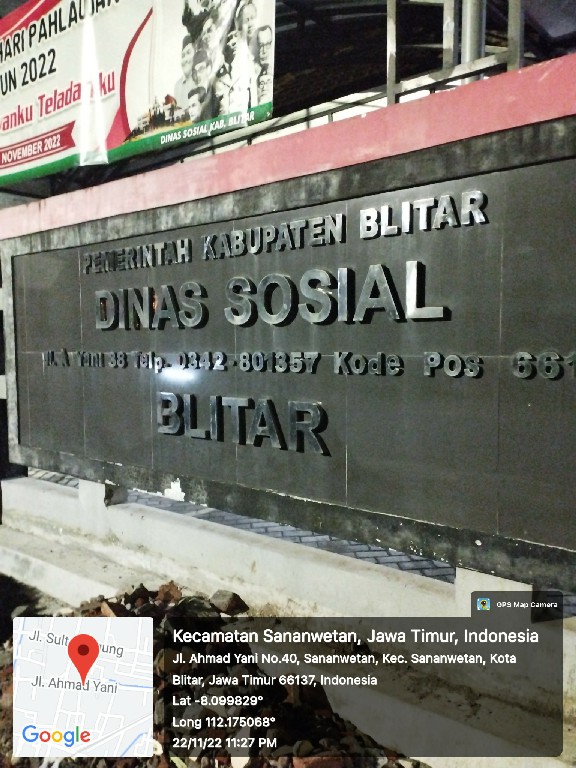 HARI PAHLAWAN
UN 2022
anku Teladanku
NOVEMBER 2022
DINAS SOSIAL KAB. BLITAR
PEMERINTAH KABUPATEN BLITAR
DINAS SOSIAL
Jl. A Yani 38 Telp. 0342-801357 Kode Pos 661
BLITAR
GPS Map Camera
Jl. Sult gung
Jl. Ahmad Yani
Google
Kecamatan Sananwetan, Jawa Timur, Indonesia
Jl. Ahmad Yani No.40, Sananwetan, Kec. Sananwetan, Kota
Blitar, Jawa Timur 66137, Indonesia
Lat -8.099829°
Long 112.175068°
22/11/22 11:27 PM